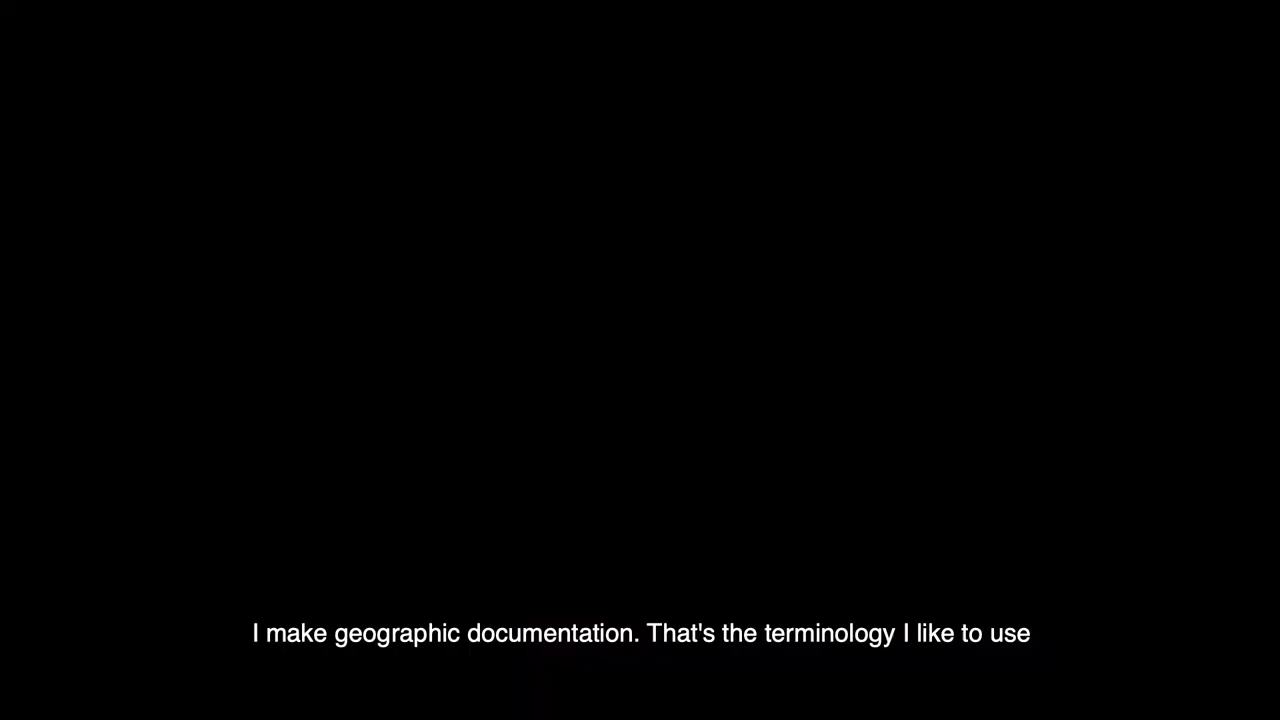 I make geographic documentation. That's the terminology I like to use